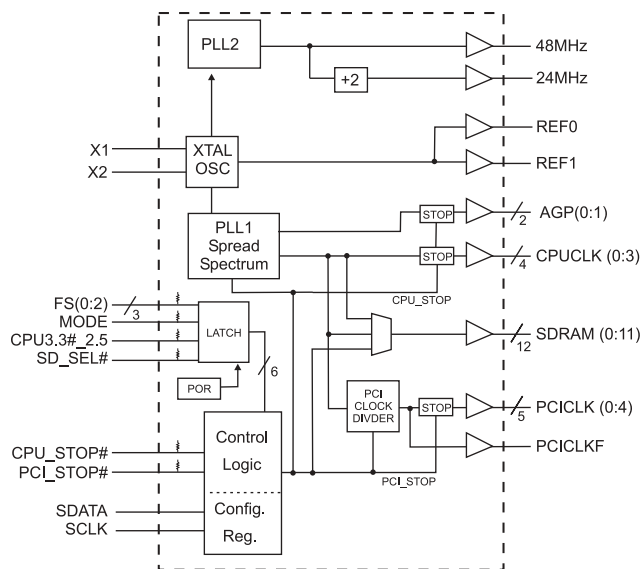 PLL2
48MHz
+2
24MHz
REF0
X1
X2
XTAL
OSC
REF1
STOP
AGP(0:1)
2
PLL1
Spread
Spectrum
STOP
CPUCLK (0:3)
4
CPU_STOP
FS(0:2)
3
MODE
CPU3.3#_2.5
SD_SEL#
LATCH
SDRAM (0:11)
12
6
POR
PCI
CLOCK
DIVDER
STOP
PCICLK (0:4)
5
PCICLKF
PCI_STOP
CPU_STOP#
PCI_STOP#
Control
Logic
SDATA
SCLK
Config.
Reg.